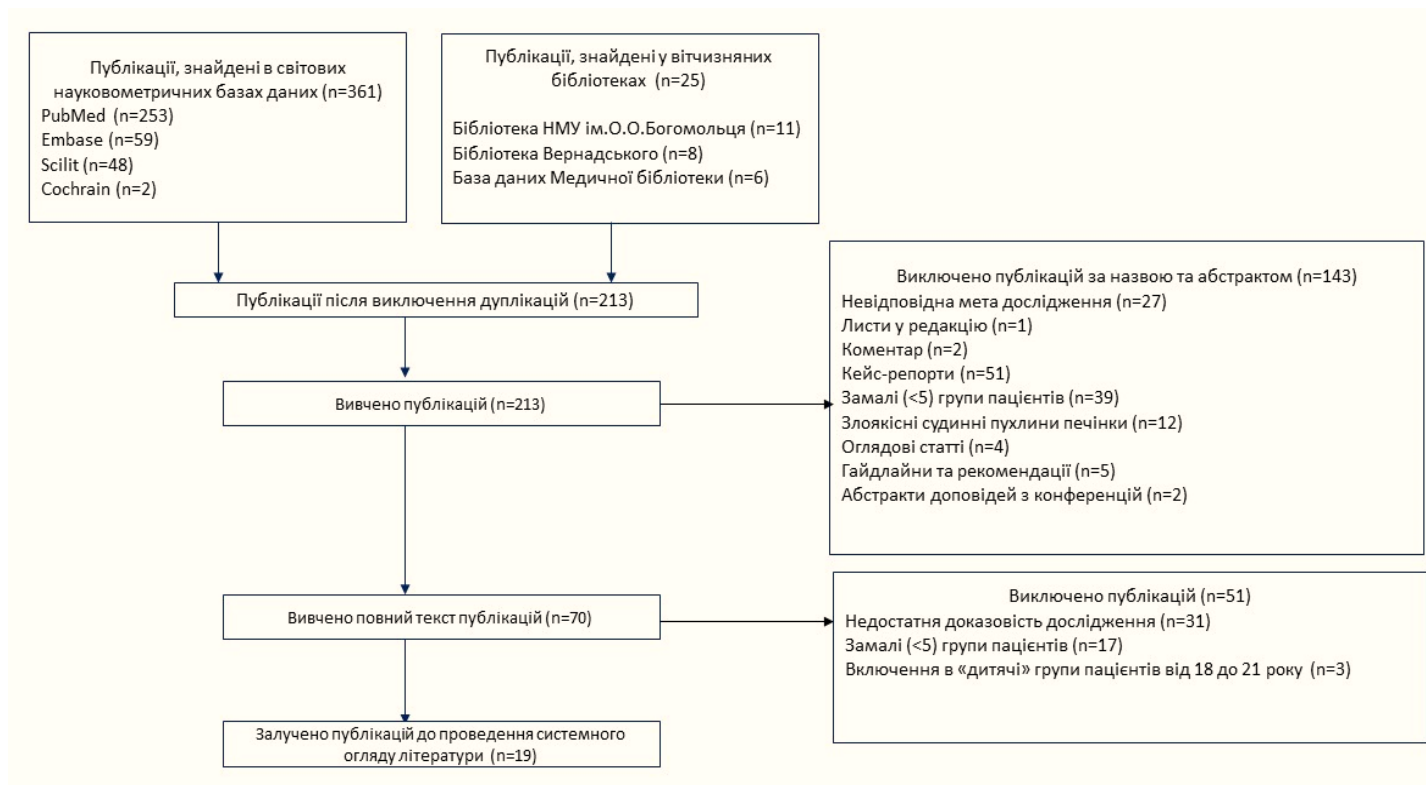 Публікації, знайдені в світових
наукометричних базах даних (n=361)
PubMed (n=253)
Embase (n=59)
Scilit (n=48)
Cochrain (n=2)
Публікації, знайдені у вітчизняних
бібліотеках (n=25)
Бібліотека НМУ ім.О.О.Богомольця (n=11)
Бібліотека Вернадського (n=8)
База даних Медичної бібліотеки (n=6)
Публікації після виключення дуплікацій (n=213)
Вивчено публікацій (n=213)
Виключено публікацій за назвою та абстрактом (n=143)
Невідповідна мета дослідження (n=27)
Листи у редакцію (n=1)
Коментар (n=2)
Кейс-репорти (n=51)
Замалі (<5) групи пацієнтів (n=39)
Злоякісні судинні пухлини печінки (n=12)
Оглядові статті (n=4)
Гайдлайни та рекомендації (n=5)
Абстракти доповідей з конференцій (n=2)
Вивчено повний текст публікацій (n=70)
Виключено публікацій (n=51)
Недостатня доказовість дослідження (n=31)
Замалі (<5) групи пацієнтів (n=17)
Включення в «дитячі» групи пацієнтів від 18 до 21 року (n=3)
Залучено публікацій до проведення системного
огляду літератури (n=19)